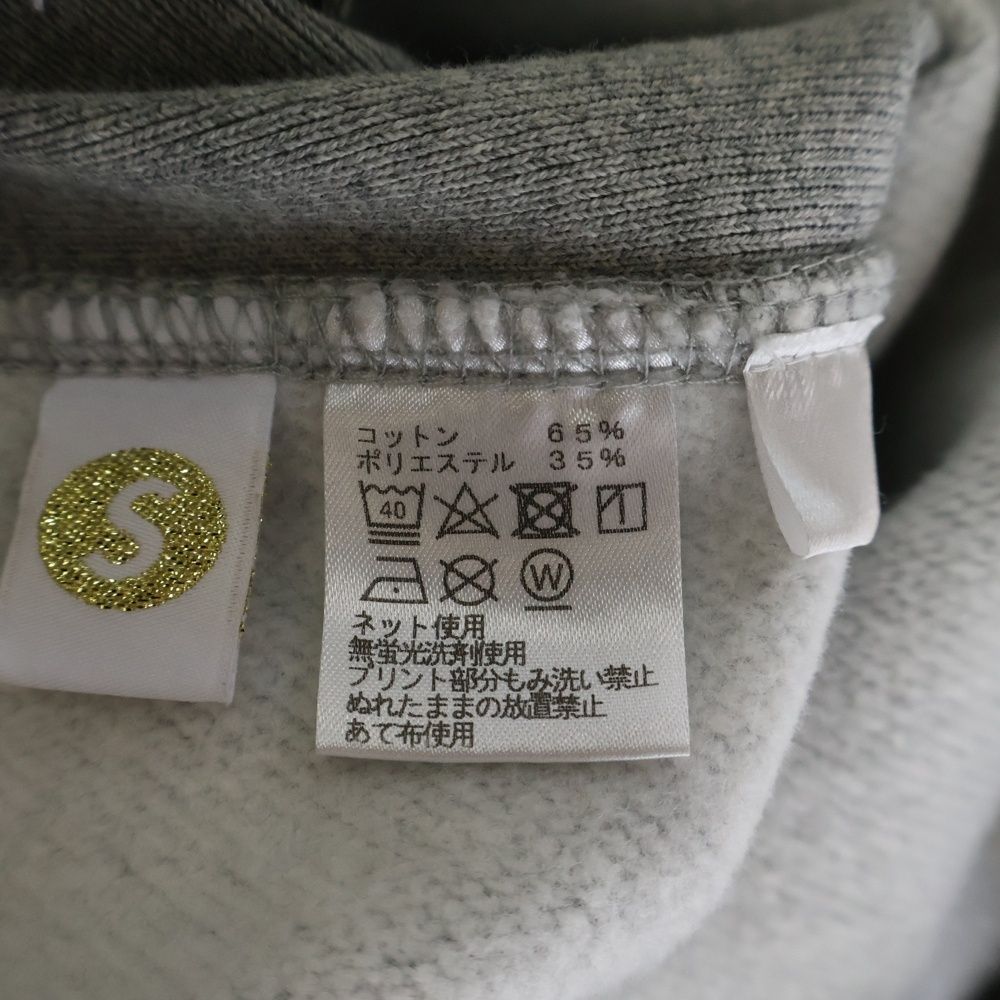 S
コットン 65%
ポリエステル 35%
40
W
ネット使用
無蛍光洗剤使用
プリント部分もみ洗い禁止
ぬれたままの放置禁止
あて布使用